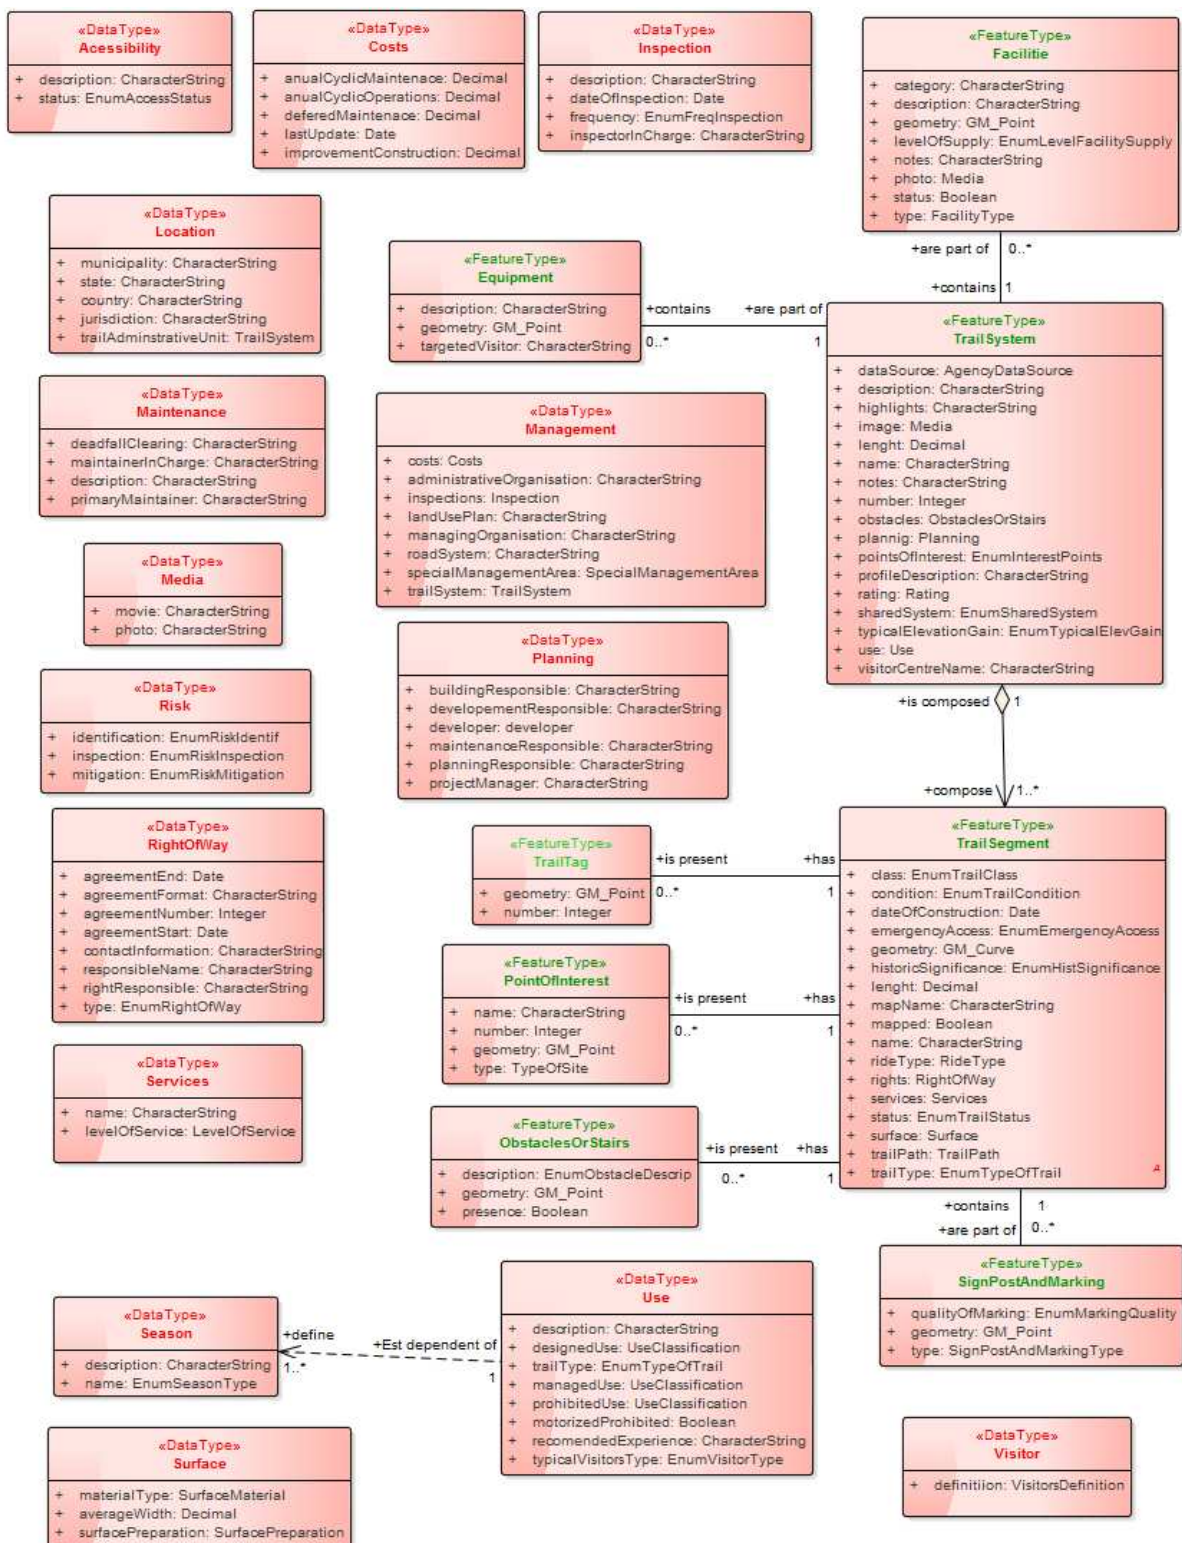 «DataType»
Acessibility
+ description: CharacterString
+ status: EnumAccessStatus
«DataType»
Costs
+ anualCyclicMaintenace: Decimal
+ anualCyclicOperations: Decimal
+ deferedMaintenace: Decimal
+ lastUpdate: Date
+ improvementConstruction: Decimal
«DataType»
Inspection
+ description: CharacterString
+ dateOfInspection: Date
+ frequency: EnumFreqInspection
+ inspectorInCharge: CharacterString
«FeatureType»
Facilitie
+ category: CharacterString
+ description: CharacterString
+ geometry: GM_Point
+ levelOfSupply: EnumLevelFacilitySupply
+ notes: CharacterString
+ photo: Media
+ status: Boolean
+ type: FacilityType
+are part of 0..*
+contains 1
«DataType»
Location
+ municipality: CharacterString
+ state: CharacterString
+ country: CharacterString
+ jurisdiction: CharacterString
+ trailAdminstrativeUnit: TrailSystem
«FeatureType»
Equipment
+ description: CharacterString
+ geometry: GM_Point
+ targetedVisitor: CharacterString
+contains +are part of
0..* 1
«FeatureType»
TrailSystem
+ dataSource: AgencyDataSource
+ description: CharacterString
+ highlights: CharacterString
+ image: Media
+ lenght: Decimal
+ name: CharacterString
+ notes: CharacterString
+ number: Integer
+ obstacles: ObstaclesOrStairs
+ plannig: Planning
+ pointsOfInterest: EnumInterestPoints
+ profileDescription: CharacterString
+ rating: Rating
+ sharedSystem: EnumSharedSystem
+ typicalElevationGain: EnumTypicalElevGain
+ use: Use
+ visitorCentreName: CharacterString
«DataType»
Maintenance
+ deadfallClearing: CharacterString
+ maintainerInCharge: CharacterString
+ description: CharacterString
+ primaryMaintainer: CharacterString
«DataType»
Management
+ costs: Costs
+ administrativeOrganisation: CharacterString
+ inspections: Inspection
+ landUsePlan: CharacterString
+ managingOrganisation: CharacterString
+ roadSystem: CharacterString
+ specialManagementArea: SpecialManagementArea
+ trailSystem: TrailSystem
«DataType»
Media
+ movie: CharacterString
+ photo: CharacterString
«DataType»
Planning
+ buildingResponsible: CharacterString
+ developementResponsible: CharacterString
+ developer: developer
+ maintenanceResponsible: CharacterString
+ planningResponsible: CharacterString
+ projectManager: CharacterString
«DataType»
Risk
+ identification: EnumRiskIdentif
+ inspection: EnumRiskInspection
+ mitigation: EnumRiskMitigation
+is composed 1
+compose 1..*
«DataType»
RightOfWay
+ agreementEnd: Date
+ agreementFormat: CharacterString
+ agreementNumber: Integer
+ agreementStart: Date
+ contactInformation: CharacterString
+ responsibleName: CharacterString
+ rightResponsible: CharacterString
+ type: EnumRightOfWay
«FeatureType»
TrailTag
+ geometry: GM_Point
+ number: Integer
+is present +has
0..* 1
«FeatureType»
TrailSegment
+ class: EnumTrailClass
+ condition: EnumTrailCondition
+ dateOfConstruction: Date
+ emergencyAccess: EnumEmergencyAccess
+ geometry: GM_Curve
+ historicSignificance: EnumHistSignificance
+ lenght: Decimal
+ mapName: CharacterString
+ mapped: Boolean
+ name: CharacterString
+ rideType: RideType
+ rights: RightOfWay
+ services: Services
+ status: EnumTrailStatus
+ surface: Surface
+ trailPath: TrailPath
+ trailType: EnumTypeOfTrail
«FeatureType»
PointOfInterest
+ name: CharacterString
+ number: Integer
+ geometry: GM_Point
+ type: TypeOfSite
+is present +has
0..* 1
«DataType»
Services
+ name: CharacterString
+ levelOfService: LevelOfService
«FeatureType»
ObstaclesOrStairs
+ description: EnumObstacleDescrip
+ geometry: GM_Point
+ presence: Boolean
+is present +has
0..* 1
+contains 1
+are part of 0..*
«FeatureType»
SignPostAndMarking
+ qualityOfMarking: EnumMarkingQuality
+ geometry: GM_Point
+ type: SignPostAndMarkingType
«DataType»
Season
+ description: CharacterString
+ name: EnumSeasonType
+define +Est dependent of
1..* 1
«DataType»
Use
+ description: CharacterString
+ designedUse: UseClassification
+ trailType: EnumTypeOfTrail
+ managedUse: UseClassification
+ prohibitedUse: UseClassification
+ motorizedProhibited: Boolean
+ recomendedExperience: CharacterString
+ typicalVisitorsType: EnumVisitorType
«DataType»
Surface
+ materialType: SurfaceMaterial
+ averageWidth: Decimal
+ surfacePreparation: SurfacePreparation
«DataType»
Visitor
+ definitiion: VisitorsDefinition